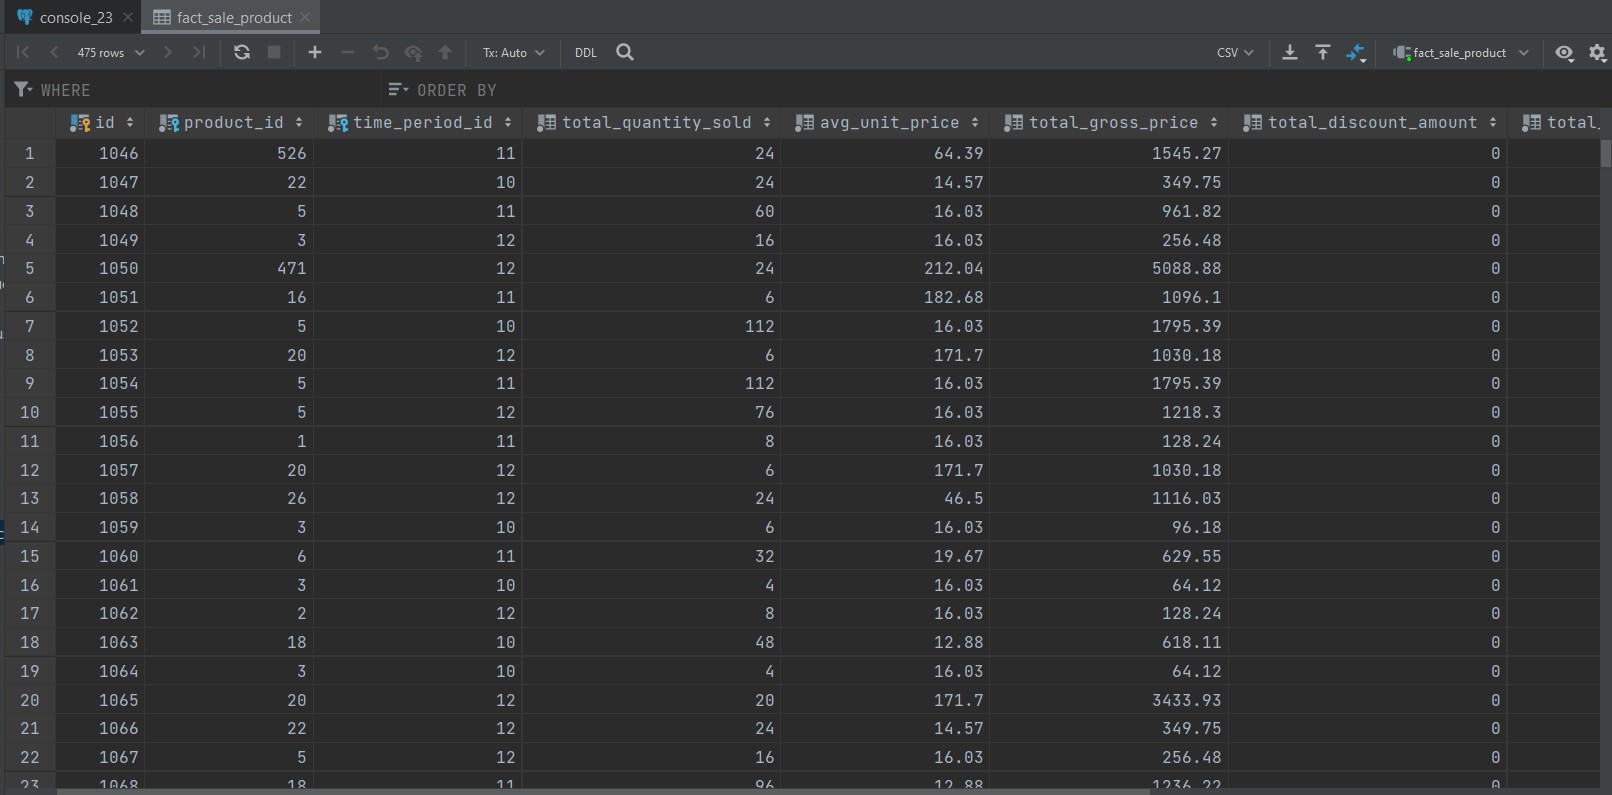 console_23 fact_sale_product
475 rows Tx: Auto DDL CSV fact_sale_product
WHERE ORDER BY
id product_id time_period_id total_quantity_sold avg_unit_price total_gross_price total_discount_amount total_
1 1046 526 11 24 64.39 1545.27 0
2 1047 22 10 24 14.57 349.75 0
3 1048 5 11 60 16.03 961.82 0
4 1049 3 12 16 16.03 256.48 0
5 1050 471 12 24 212.04 5088.88 0
6 1051 16 11 6 182.68 1096.1 0
7 1052 5 10 112 16.03 1795.39 0
8 1053 20 12 6 171.7 1030.18 0
9 1054 5 11 112 16.03 1795.39 0
10 1055 5 12 76 16.03 1218.3 0
11 1056 1 11 8 16.03 128.24 0
12 1057 20 12 6 171.7 1030.18 0
13 1058 26 12 24 46.5 1116.03 0
14 1059 3 10 6 16.03 96.18 0
15 1060 6 11 32 19.67 629.55 0
16 1061 3 10 4 16.03 64.12 0
17 1062 2 12 8 16.03 128.24 0
18 1063 18 10 48 12.88 618.11 0
19 1064 3 10 4 16.03 64.12 0
20 1065 20 12 20 171.7 3433.93 0
21 1066 22 12 24 14.57 349.75 0
22 1067 5 12 16 16.03 256.48 0
23 1068 18 11 96 12.88 1236.22 0